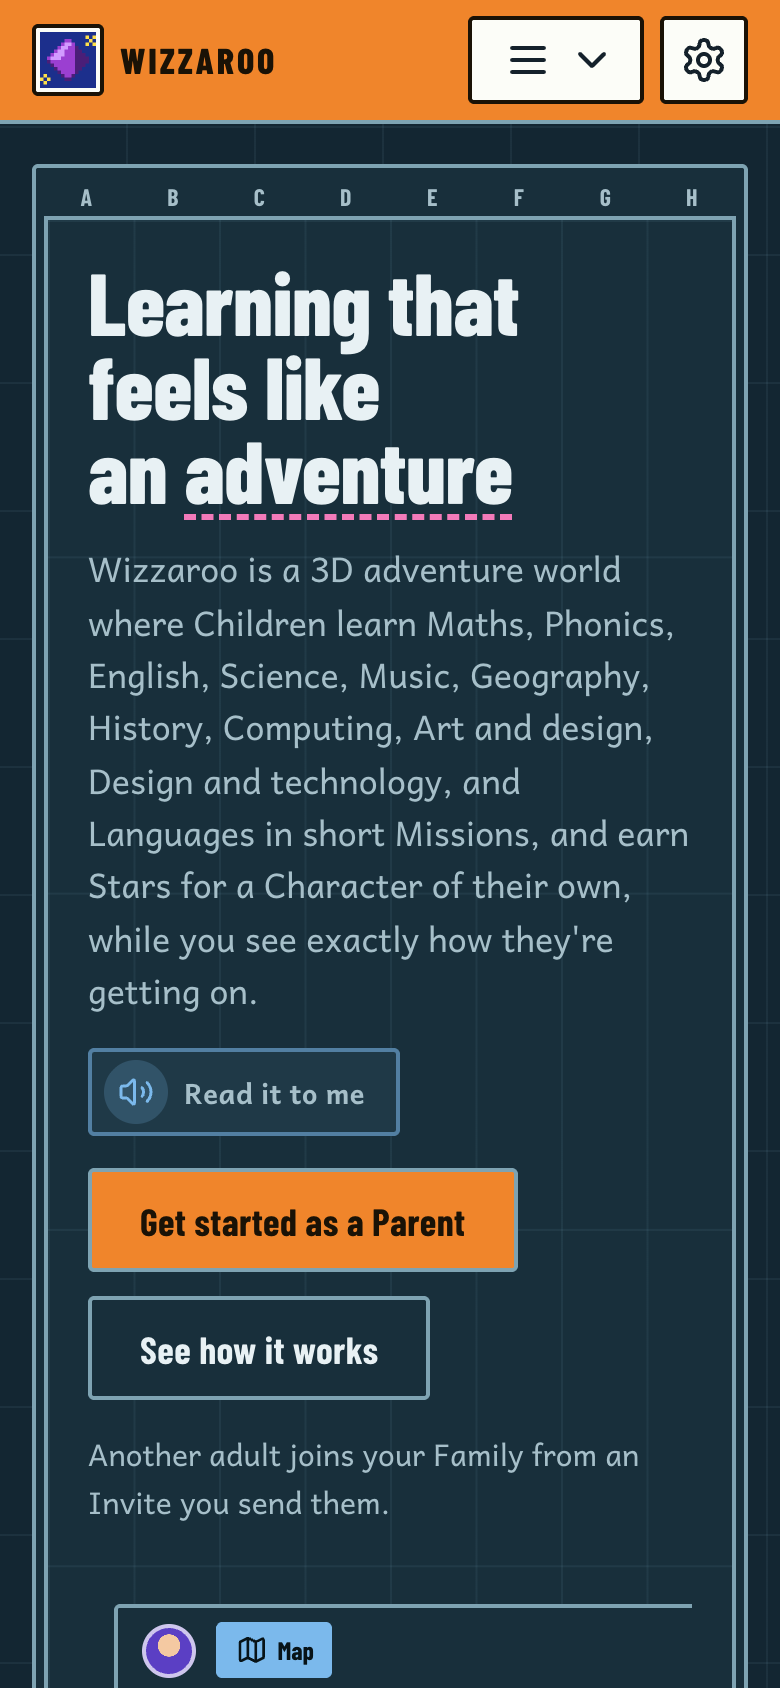 WIZZAROO
A B C D E F G H
Learning that
feels like
an adventure
Wizzaroo is a 3D adventure world
where Children learn Maths, Phonics,
English, Science, Music, Geography,
History, Computing, Art and design,
Design and technology, and
Languages in short Missions, and earn
Stars for a Character of their own,
while you see exactly how they're
getting on.
Read it to me
Get started as a Parent
See how it works
Another adult joins your Family from an
Invite you send them.
Map